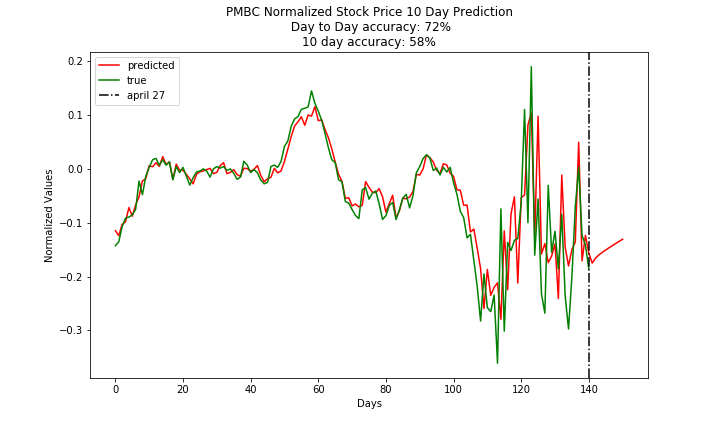 PMBC Normalized Stock Price 10 Day Prediction
Day to Day accuracy: 72%
10 day accuracy: 58%
predicted
true
april 27
Normalized Values
0.2
0.1
0.0
−0.1
−0.2
−0.3
0 20 40 60 80 100 120 140
Days